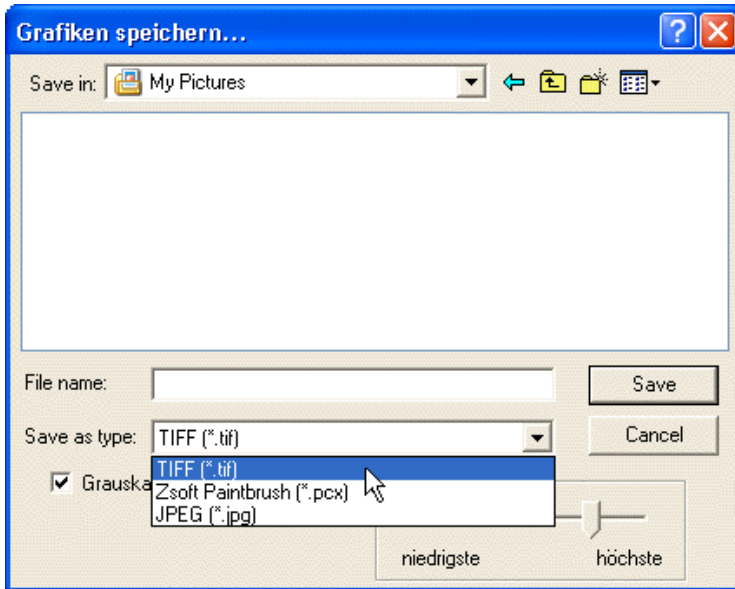 Grafiken speichern...
Save in: My Pictures
File name:
Save
Save as type: TIFF (*.tif)
Cancel
TIFF (*.tif)
Zsoft Paintbrush (*.pcx)
JPEG (*.jpg)
niedrigste höchste